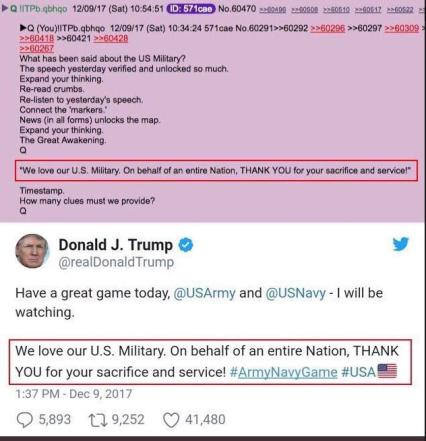 ▶Q !ITPb.qbhqo 12/09/17 (Sat) 10:54:51 ID: 571cae No.60470 >>60496 >>60508 >>60510 >>60517 >>60522
▶Q (You)!ITPb.qbhqo 12/09/17 (Sat) 10:34:24 571cae No.60291>>60292 >>60296 >>60297 >>60309
>>60418 >>60421 >>60428
>>60267
What has been said about the US Military?
The speech yesterday verified and unlocked so much.
Expand your thinking.
Re-read crumbs.
Re-listen to yesterday's speech.
Connect the 'markers.'
News (in all forms) unlocks the map.
Expand your thinking.
The Great Awakening.
Q
"We love our U.S. Military. On behalf of an entire Nation, THANK YOU for your sacrifice and service!"
Timestamp.
How many clues must we provide?
Q
Donald J. Trump
@realDonaldTrump
Have a great game today, @USArmy and @USNavy - I will be
watching.
We love our U.S. Military. On behalf of an entire Nation, THANK
YOU for your sacrifice and service! #ArmyNavyGame #USA🇺🇸
1:37 PM - Dec 9, 2017
5,893 9,252 41,480